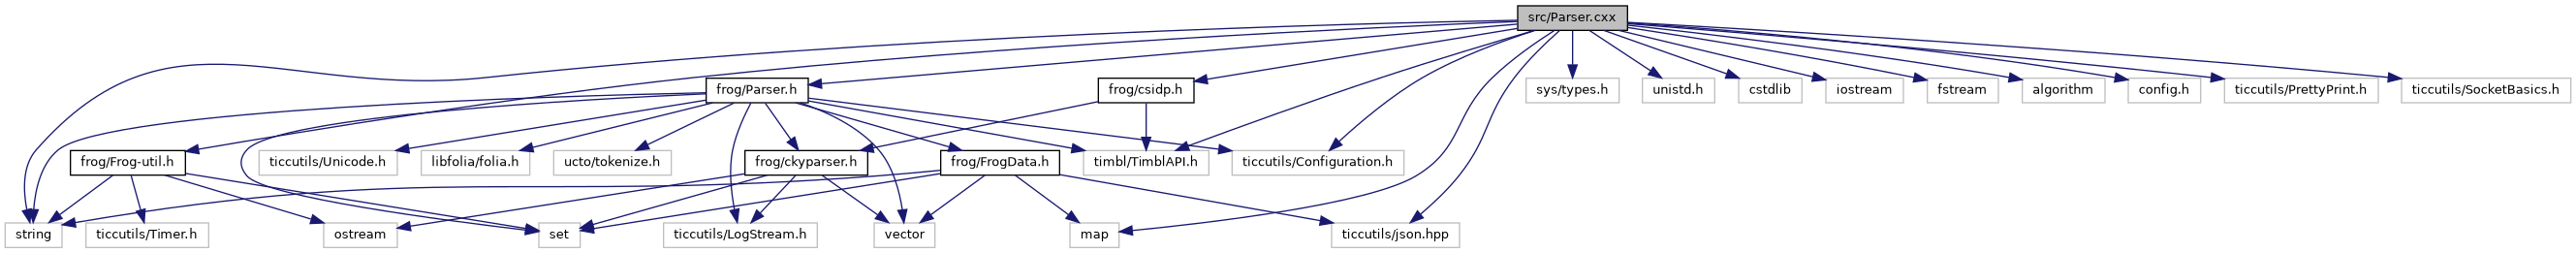 src/Parser.cxx
frog/Parser.h
frog/csidp.h
sys/types.h
unistd.h
cstdlib
iostream
fstream
algorithm
config.h
ticcutils/PrettyPrint.h
ticcutils/SocketBasics.h
frog/Frog-util.h
ticcutils/Unicode.h
libfolia/folia.h
ucto/tokenize.h
frog/ckyparser.h
frog/FrogData.h
timbl/TimblAPI.h
ticcutils/Configuration.h
string
ticcutils/Timer.h
ostream
set
ticcutils/LogStream.h
vector
map
ticcutils/json.hpp